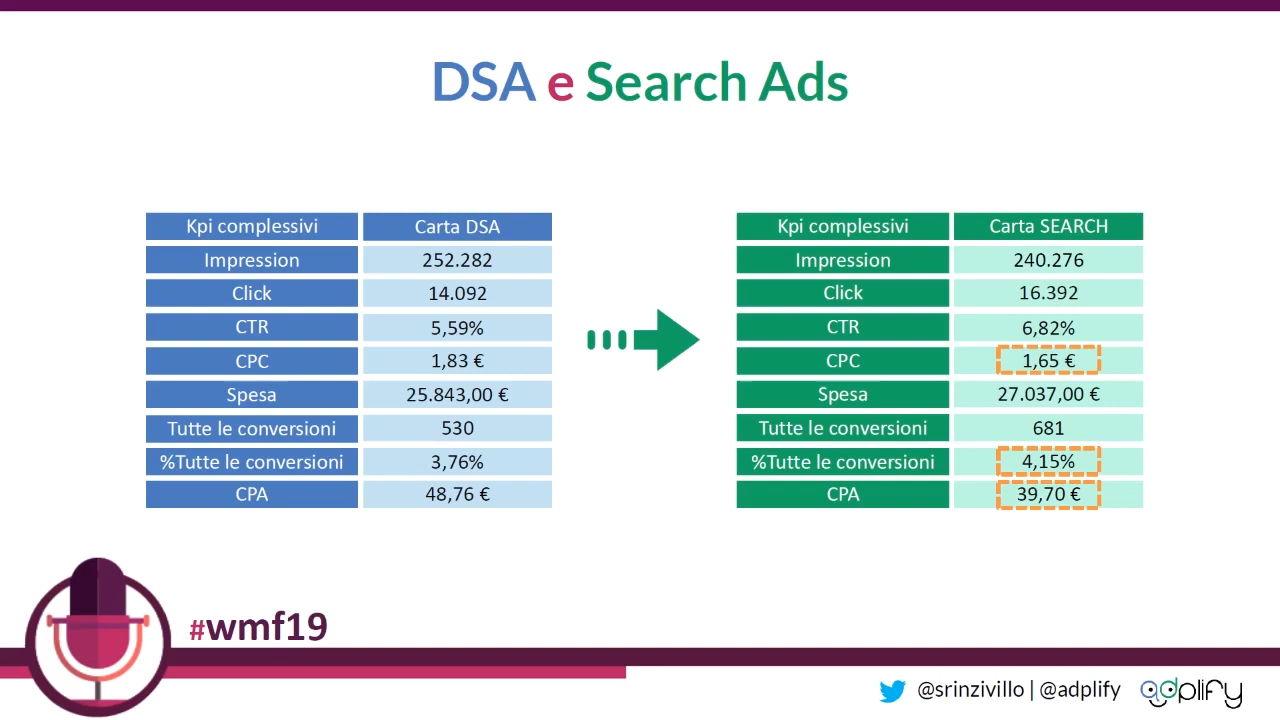 DSA e Search Ads
Kpi complessivi Carta DSA
Impression 252.282
Click 14.092
CTR 5,59%
CPC 1,83 €
Spesa 25.843,00 €
Tutte le conversioni 530
%Tutte le conversioni 3,76%
CPA 48,76 €
Kpi complessivi Carta SEARCH
Impression 240.276
Click 16.392
CTR 6,82%
CPC 1,65 €
Spesa 27.037,00 €
Tutte le conversioni 681
%Tutte le conversioni 4,15%
CPA 39,70 €
#wmf19
@srinzivillo | @adplify adplify